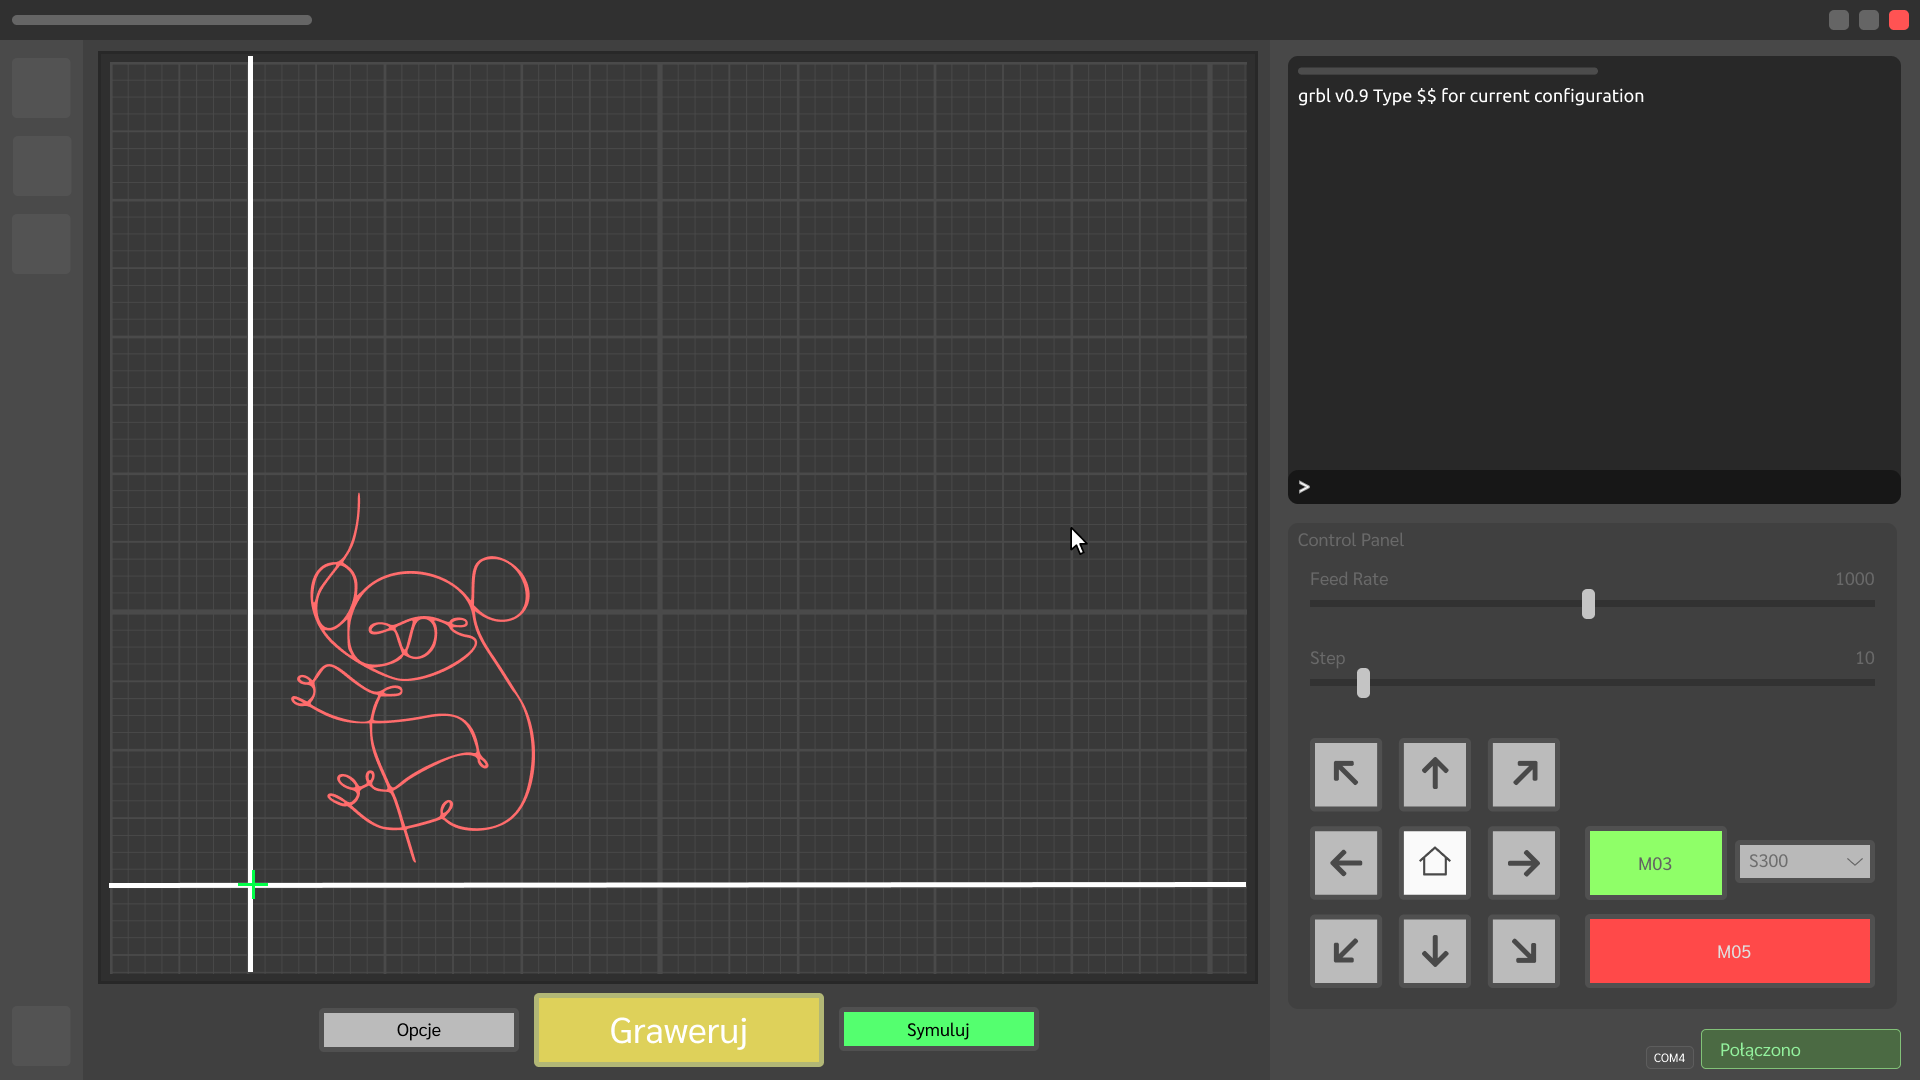 grbl v0.9 Type $$ for current configuration
>
Control Panel
Feed Rate 1000
Step 10
M03 S300
M05
Opcje Graweruj Symuluj
COM4 Połączono